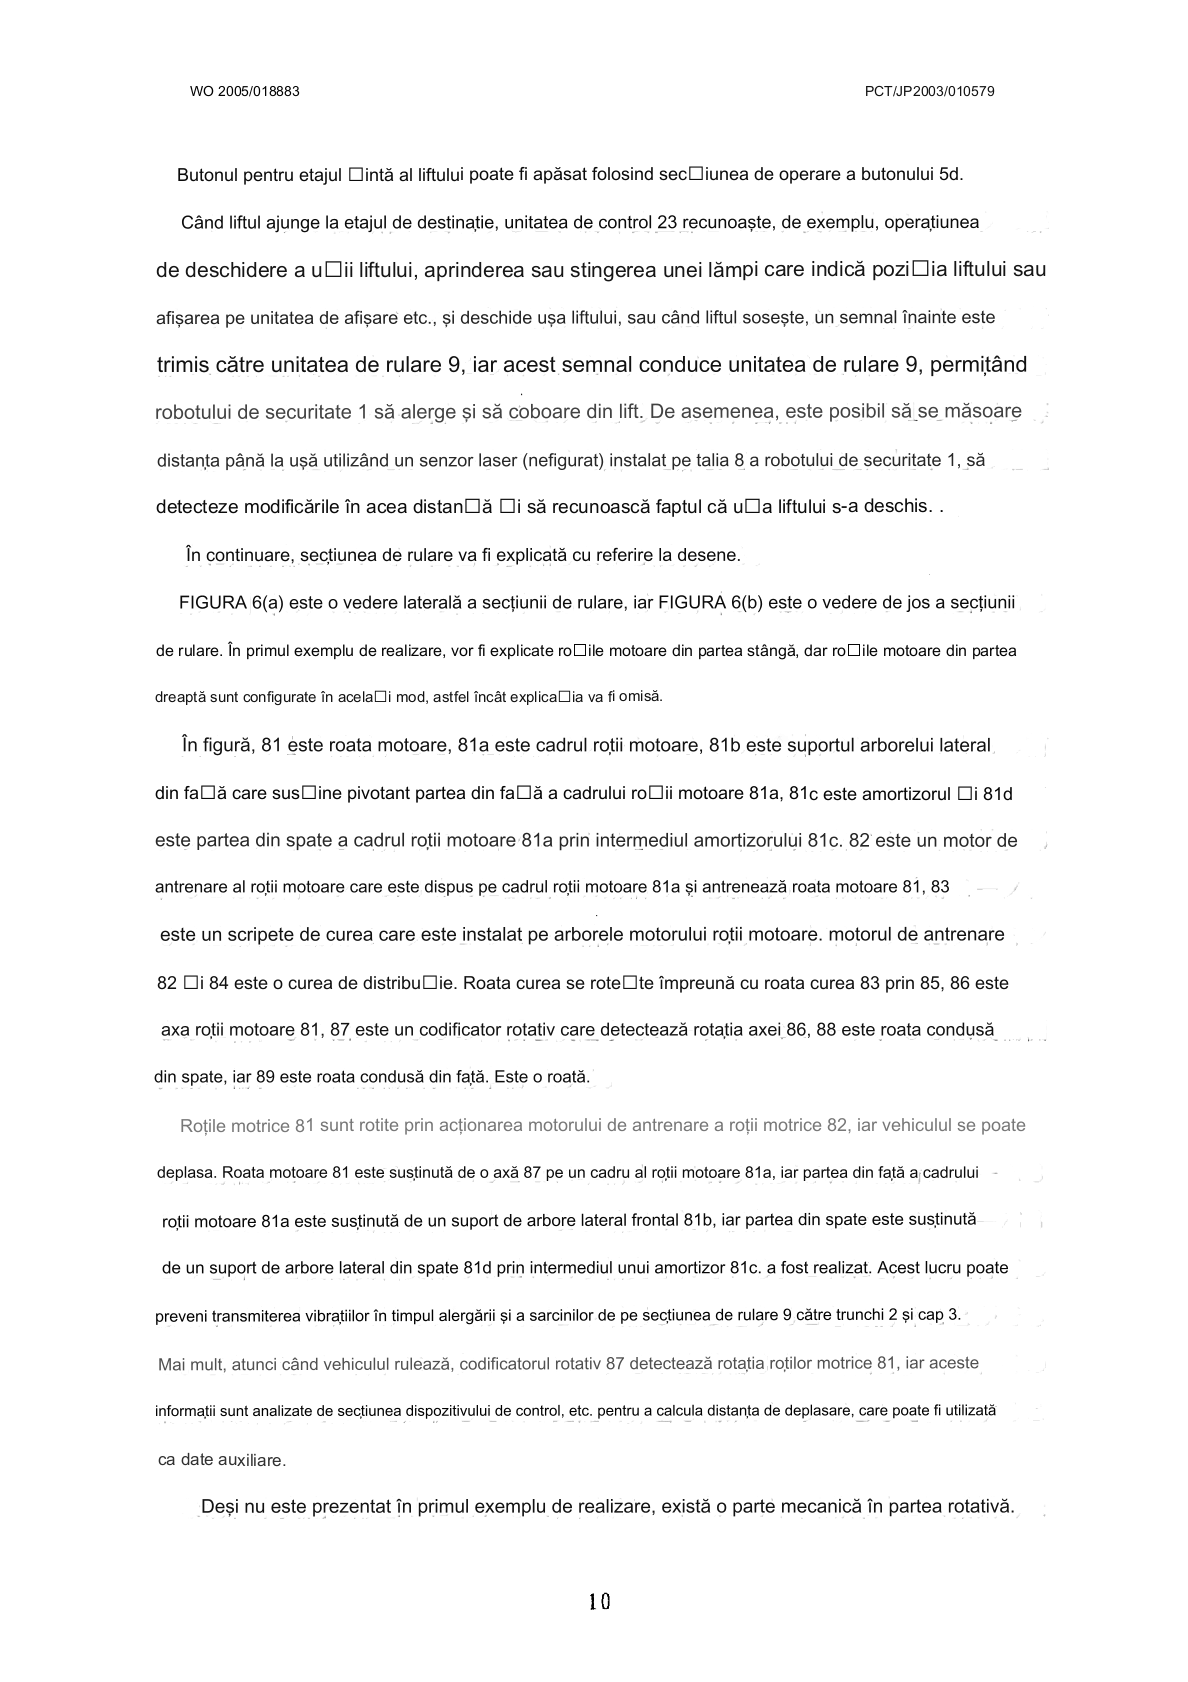 WO 2005/018883 PCT/JP2003/010579
Butonul pentru etajul □intă al liftului poate fi apăsat folosind sec□iunea de operare a butonului 5d.
Când liftul ajunge la etajul de destinație, unitatea de control 23 recunoaște, de exemplu, operațiunea
de deschidere a u□ii liftului, aprinderea sau stingerea unei lămpi care indică pozi□ia liftului sau
afișarea pe unitatea de afișare etc., și deschide ușa liftului, sau când liftul sosește, un semnal înainte este
trimis către unitatea de rulare 9, iar acest semnal conduce unitatea de rulare 9, permițând
robotului de securitate 1 să alerge și să coboare din lift. De asemenea, este posibil să se măsoare
distanța până la ușă utilizând un senzor laser (nefigurat) instalat pe talia 8 a robotului de securitate 1, să
detecteze modificările în acea distan□ă □i să recunoască faptul că u□a liftului s-a deschis. .
În continuare, secțiunea de rulare va fi explicată cu referire la desene.
FIGURA 6(a) este o vedere laterală a secțiunii de rulare, iar FIGURA 6(b) este o vedere de jos a secțiunii
de rulare. În primul exemplu de realizare, vor fi explicate ro□ile motoare din partea stângă, dar ro□ile motoare din partea
dreaptă sunt configurate în acela□i mod, astfel încât explica□ia va fi omisă.
În figură, 81 este roata motoare, 81a este cadrul roții motoare, 81b este suportul arborelui lateral
din fa□ă care sus□ine pivotant partea din fa□ă a cadrului ro□ii motoare 81a, 81c este amortizorul □i 81d
este partea din spate a cadrul roții motoare 81a prin intermediul amortizorului 81c. 82 este un motor de
antrenare al roții motoare care este dispus pe cadrul roții motoare 81a și antrenează roata motoare 81, 83
este un scripete de curea care este instalat pe arborele motorului roții motoare. motorul de antrenare
82 □i 84 este o curea de distribu□ie. Roata curea se rote□te împreună cu roata curea 83 prin 85, 86 este
axa roții motoare 81, 87 este un codificator rotativ care detectează rotația axei 86, 88 este roata condusă
din spate, iar 89 este roata condusă din față. Este o roată.
Roțile motrice 81 sunt rotite prin acționarea motorului de antrenare a roții motrice 82, iar vehiculul se poate
deplasa. Roata motoare 81 este susținută de o axă 87 pe un cadru al roții motoare 81a, iar partea din față a cadrului
roții motoare 81a este susținută de un suport de arbore lateral frontal 81b, iar partea din spate este susținută
de un suport de arbore lateral din spate 81d prin intermediul unui amortizor 81c. a fost realizat. Acest lucru poate
preveni transmiterea vibrațiilor în timpul alergării și a sarcinilor de pe secțiunea de rulare 9 către trunchi 2 și cap 3.
Mai mult, atunci când vehiculul rulează, codificatorul rotativ 87 detectează rotația roților motrice 81, iar aceste
informații sunt analizate de secțiunea dispozitivului de control, etc. pentru a calcula distanța de deplasare, care poate fi utilizată
ca date auxiliare.
Deși nu este prezentat în primul exemplu de realizare, există o parte mecanică în partea rotativă.
10